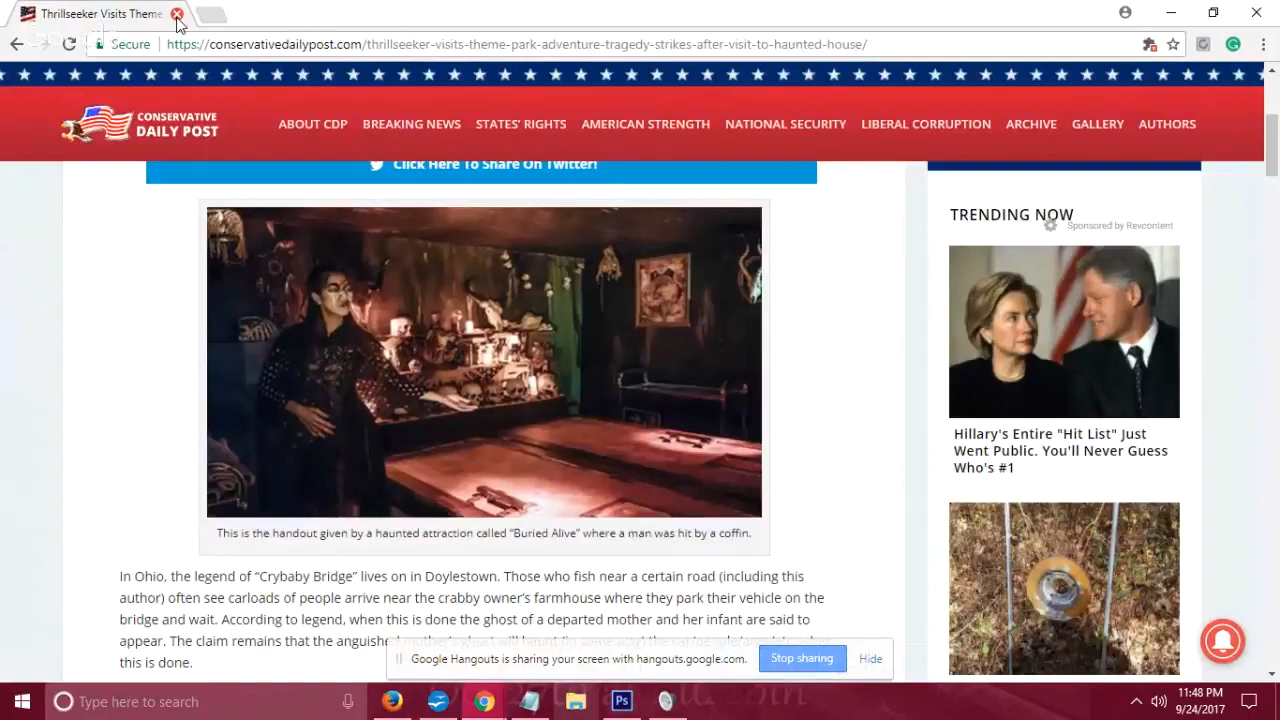 Thrillseeker Visits Theme
Secure
https://conservativedailypost.com/thrillseeker-visits-theme-park-adventure-tragedy-strikes-after-visit-to-haunted-house/
CONSERVATIVE
DAILY POST
ABOUT CDP
BREAKING NEWS
STATES' RIGHTS
AMERICAN STRENGTH
NATIONAL SECURITY
LIBERAL CORRUPTION
ARCHIVE
GALLERY
AUTHORS
Click Here To Share On Twitter!
This is the handout given by a haunted attraction called “Buried Alive” where a man was hit by a coffin.
In Ohio, the legend of “Crybaby Bridge” lives on in Doylestown. Those who fish near a certain road (including this
author) often see carloads of people arrive near the crabby owner’s farmhouse where they park their vehicle on the
bridge and wait. According to legend, when this is done the ghost of a departed mother and her infant are said to
appear. The claim remains that the anguished
this is done.
TRENDING NOW
Sponsored by Revcontent
Hillary's Entire "Hit List" Just
Went Public. You'll Never Guess
Who's #1
Google Hangouts is sharing your screen with hangouts.google.com.
Stop sharing
Hide
Type here to search
11:48 PM
9/24/2017